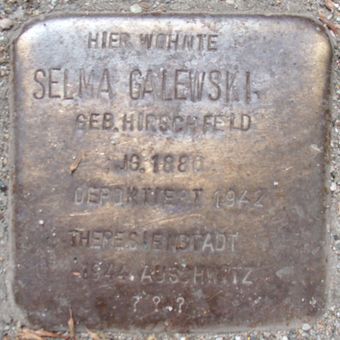 HIER WOHNTE
SELMA GALEWSKI
GEB. HIRSCHFELD
JG. 1880
DEPORTIERT 1942
THERESIENSTADT
1944 AUSCHWITZ
? ? ?